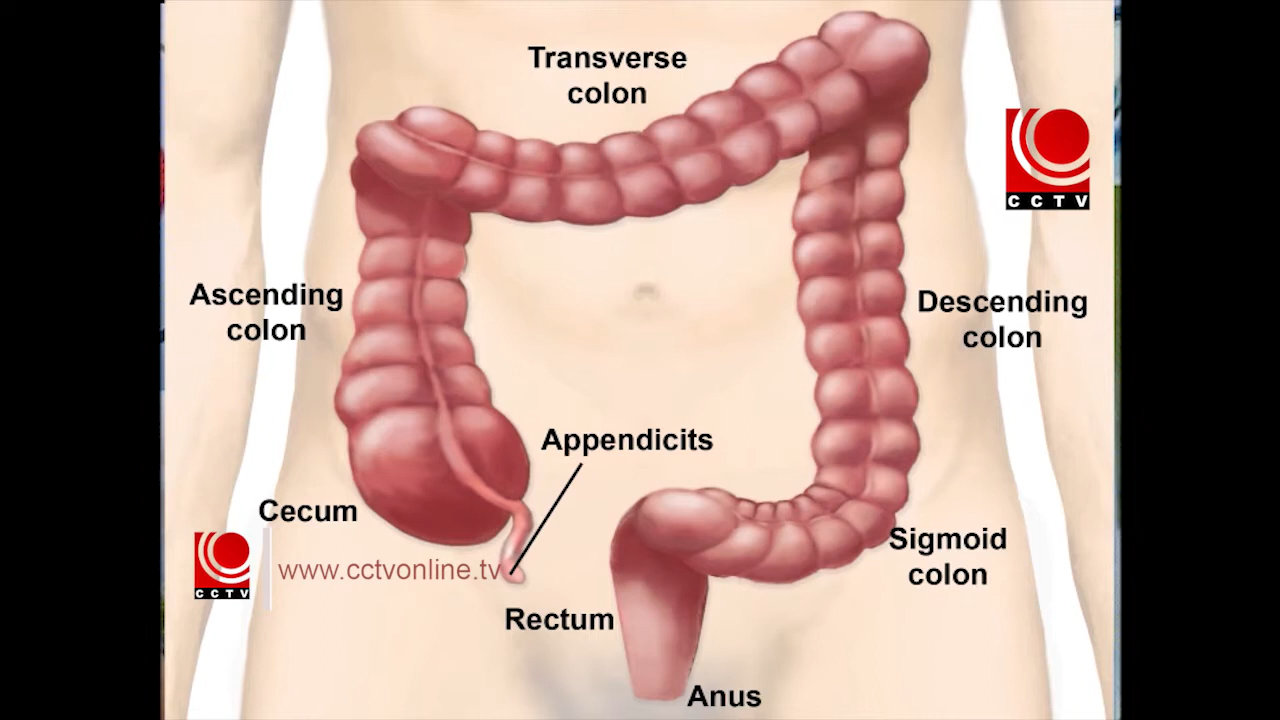 Transverse
colon
CCTV
Ascending
colon
Descending
colon
Appendicits
Cecum
Sigmoid
colon
CCTV
www.cctvonline.tv
Rectum
Anus